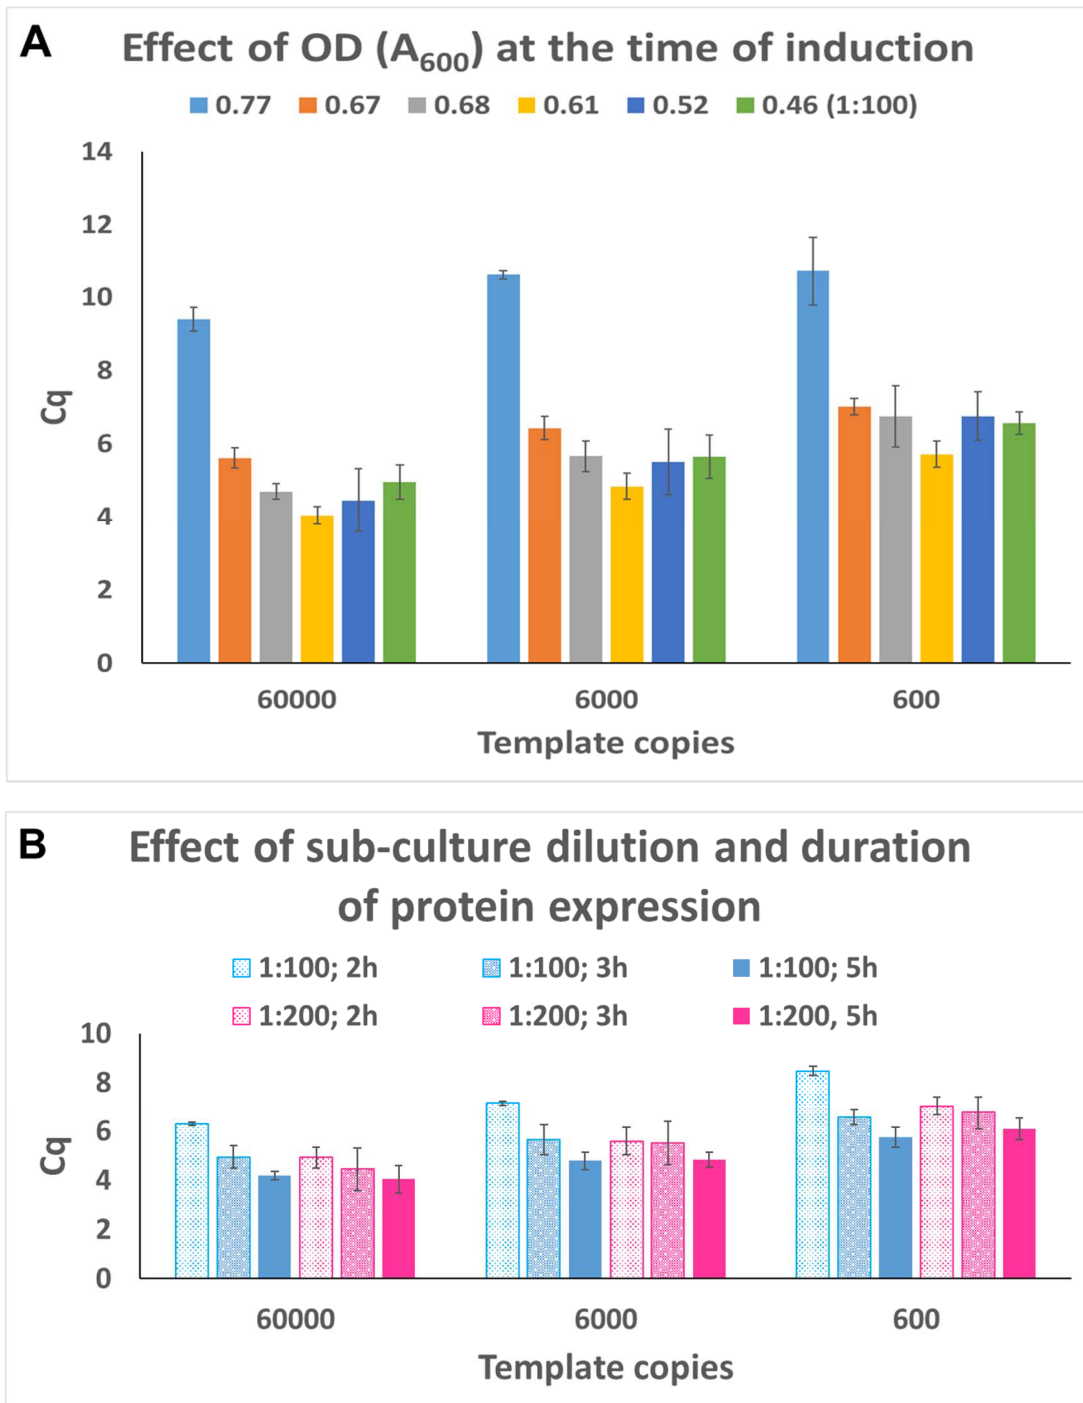 A
Effect of OD (A600) at the time of induction
0.77 0.67 0.68 0.61 0.52 0.46 (1:100)
14
12
10
8
6
4
2
0
Cq
60000 6000 600
Template copies
B
Effect of sub-culture dilution and duration
of protein expression
1:100; 2h 1:100; 3h 1:100; 5h
1:200; 2h 1:200; 3h 1:200, 5h
10
8
6
4
2
0
Cq
60000 6000 600
Template copies